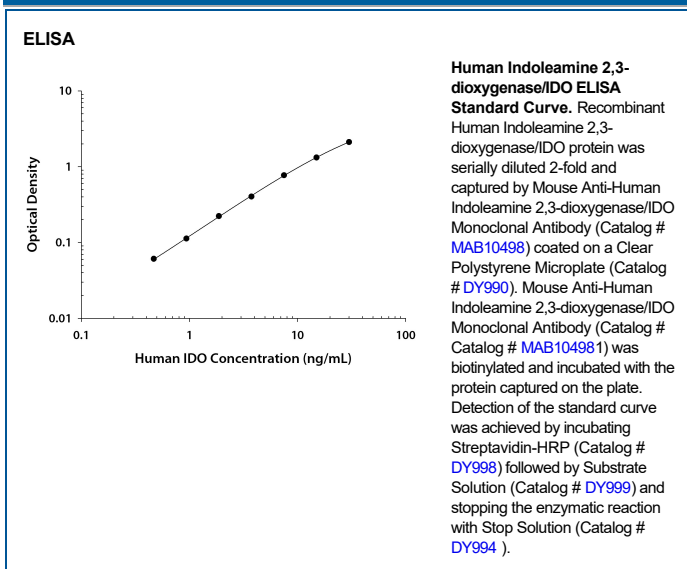 ELISA
10
1
0.1
0.01
Optical Density
0.1
1
10
100
Human IDO Concentration (ng/mL)
Human Indoleamine 2,3-
dioxygenase/IDO ELISA
Standard Curve. Recombinant
Human Indoleamine 2,3-
dioxygenase/IDO protein was
serially diluted 2-fold and
captured by Mouse Anti-Human
Indoleamine 2,3-dioxygenase/IDO
Monoclonal Antibody (Catalog #
MAB10498) coated on a Clear
Polystyrene Microplate (Catalog
# DY990). Mouse Anti-Human
Indoleamine 2,3-dioxygenase/IDO
Monoclonal Antibody (Catalog #
Catalog # MAB104981) was
biotinylated and incubated with the
protein captured on the plate.
Detection of the standard curve
was achieved by incubating
Streptavidin-HRP (Catalog #
DY998) followed by Substrate
Solution (Catalog # DY999) and
stopping the enzymatic reaction
with Stop Solution (Catalog #
DY994 ).